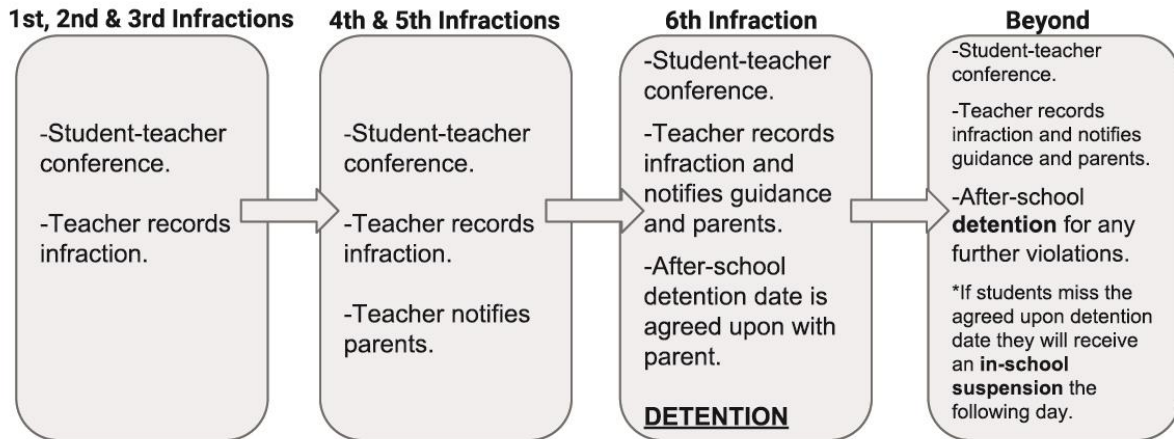 1st, 2nd & 3rd Infractions
-Student-teacher
conference.
-Teacher records
infraction.
4th & 5th Infractions
-Student-teacher
conference.
-Teacher records
infraction.
-Teacher notifies
parents.
6th Infraction
-Student-teacher
conference.
-Teacher records
infraction and
notifies guidance
and parents.
-After-school
detention date is
agreed upon with
parent.
DETENTION
Beyond
-Student-teacher
conference.
-Teacher records
infraction and notifies
guidance and parents.
-After-school
detention for any
further violations.
*If students miss the
agreed upon detention
date they will receive
an in-school
suspension the
following day.